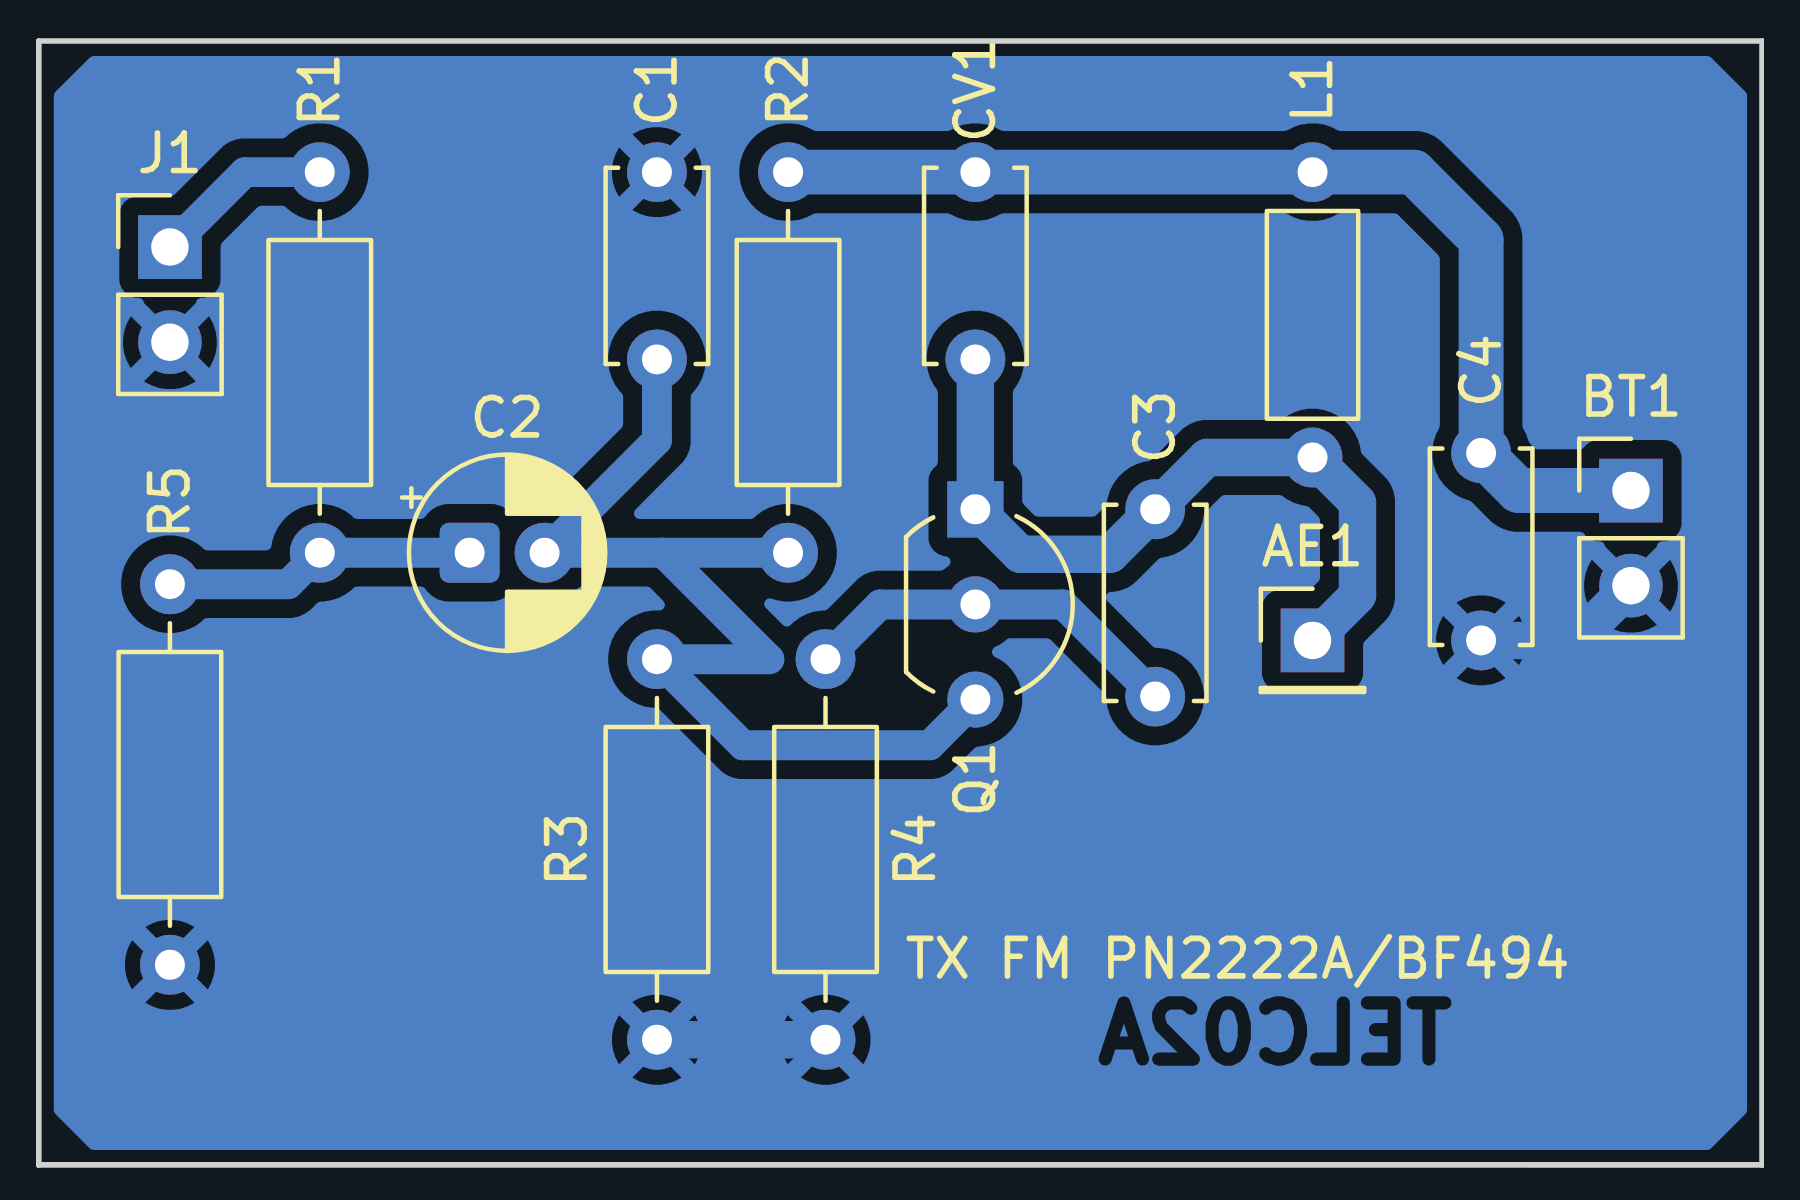 R1
C1
R2
CV1
L1
J1
C4
BT1
C2
C3
+
R5
AE1
Q1
R3
R4
TX FM PN2222A/BF494
TELC02A